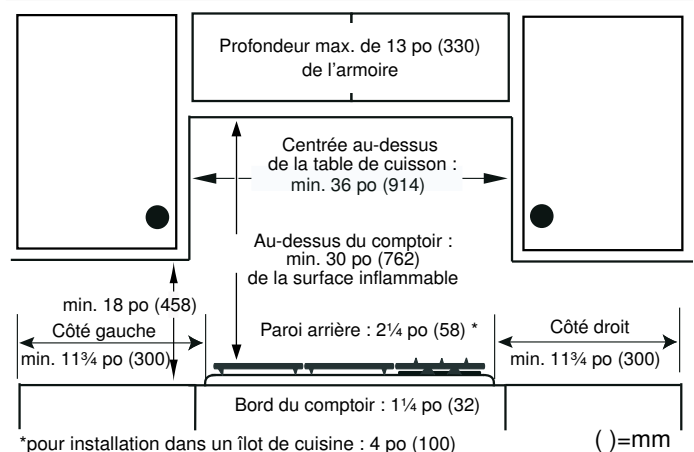 Profondeur max. de 13 po (330)
de l’armoire
Centrée au-dessus
de la table de cuisson :
min. 36 po (914)
Au-dessus du comptoir :
min. 30 po (762)
de la surface inflammable
min. 18 po (458)
Côté gauche
min. 11¾ po (300)
Paroi arrière : 2¼ po (58) *
Côté droit
min. 11¾ po (300)
Bord du comptoir : 1¼ po (32)
*pour installation dans un îlot de cuisine : 4 po (100)
( )=mm